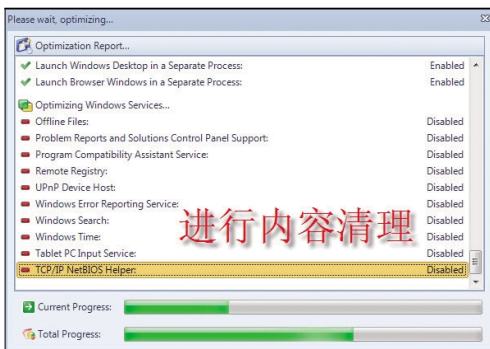 Please wait, optimizing...
Optimization Report...
Launch Windows Desktop in a Separate Process: Enabled
Launch Browser Windows in a Separate Process: Enabled
Optimizing Windows Services...
Offline Files: Disabled
Problem Reports and Solutions Control Panel Support: Disabled
Program Compatibility Assistant Service: Disabled
Remote Registry: Disabled
UPnP Device Host: Disabled
Windows Error Reporting Service: Disabled
Windows Search: Disabled
Windows Time: Disabled
进行内容清理
Tablet PC Input Service: Disabled
TCP/IP NetBIOS Helper: Disabled
Current Progress:
Total Progress: